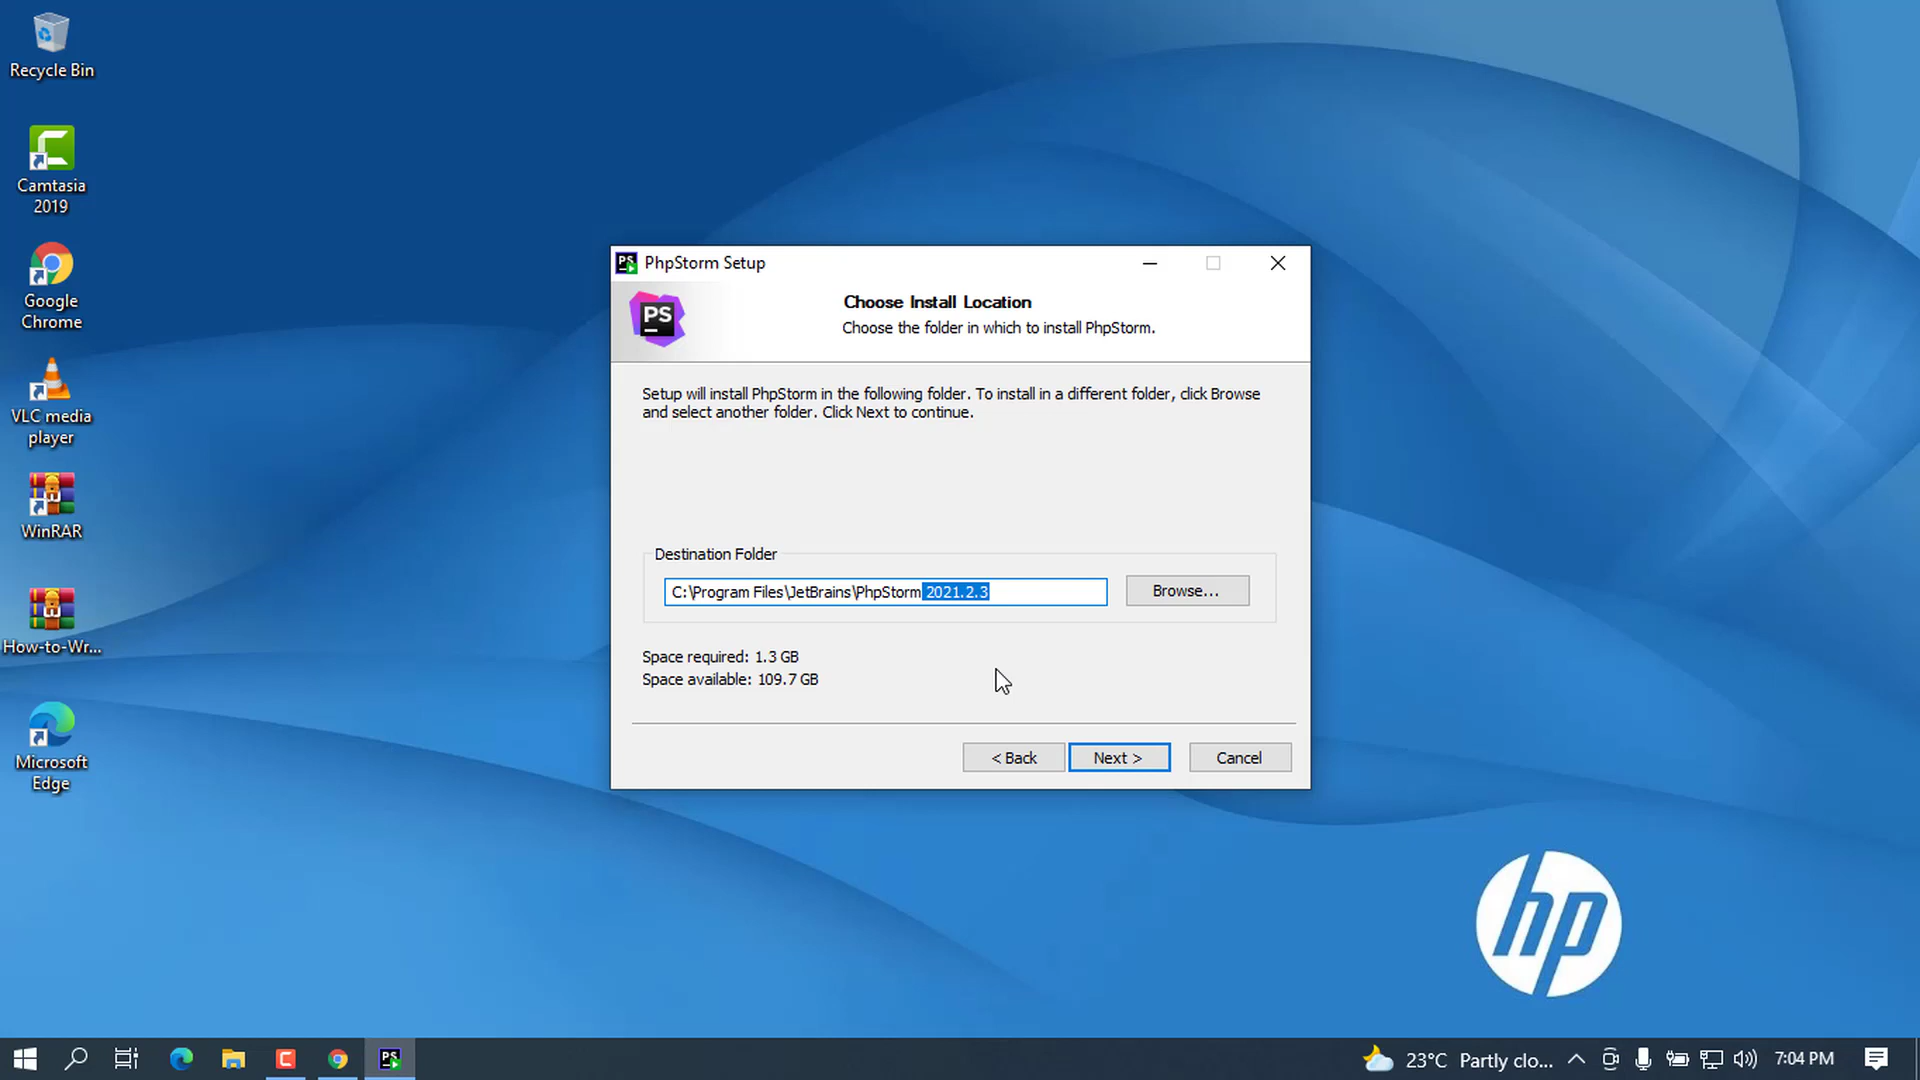 Recycle Bin
Camtasia
2019
Google
Chrome
VLC media
player
WinRAR
How-to-Wr...
Microsoft
Edge
PS
PhpStorm Setup
PS
Choose Install Location
Choose the folder in which to install PhpStorm.
Setup will install PhpStorm in the following folder. To install in a different folder, click Browse
and select another folder. Click Next to continue.
Destination Folder
C:\Program Files\JetBrains\PhpStorm 2021.2.3
Browse...
Space required: 1.3 GB
Space available: 109.7 GB
< Back
Next >
Cancel
hp
PS
23°C Partly clo...
7:04 PM